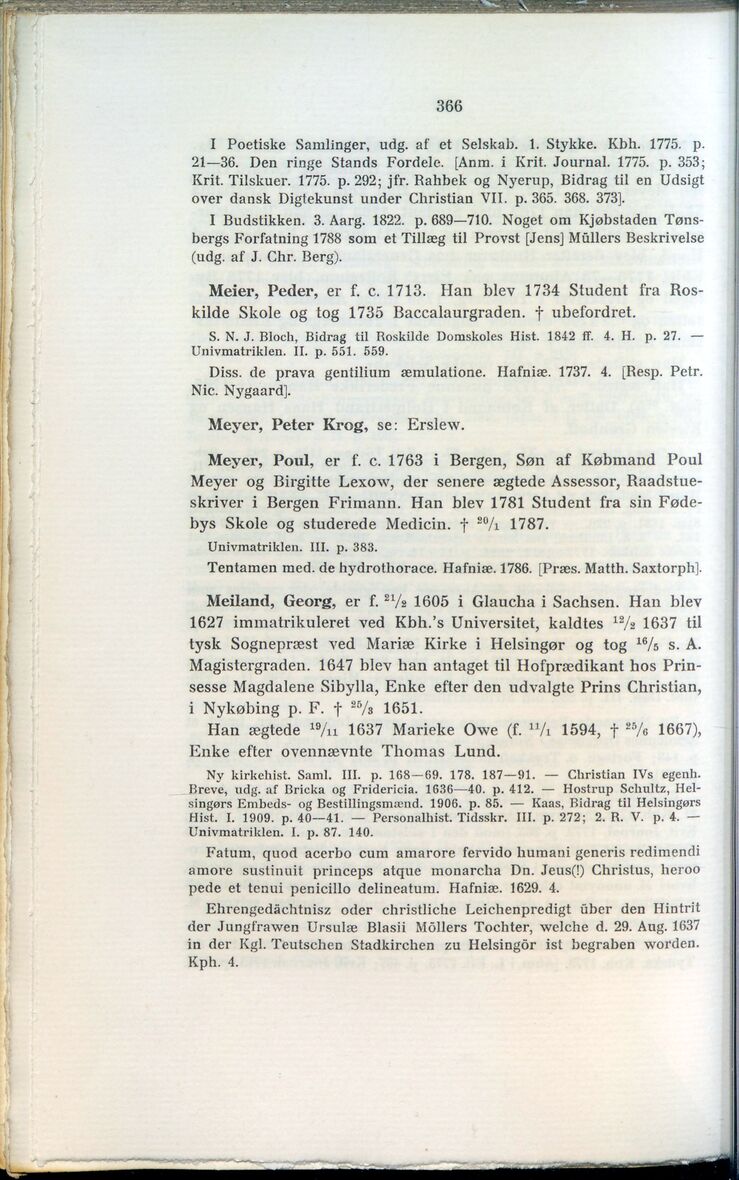 366
I Poetiske Samlinger, udg. af et Selskab. 1. Stykke. Kbh. 1775. p.
21—36. Den ringe Stands Fordele. [Anm. i Krit. Journal. 1775. p. 353;
Krit. Tilskuer. 1775. p. 292; jfr. Rahbek og Nyerup, Bidrag til en Udsigt
over dansk Digtekunst under Christian VII. p. 365. 368. 373].
I Budstikken. 3. Aarg. 1822. p. 689—710. Noget om Kjøbstaden Tøns-
bergs Forfatning 1788 som et Tillæg til Provst [Jens] Müllers Beskrivelse
(udg. af J. Chr. Berg).
Meier, Peder, er f. c. 1713. Han blev 1734 Student fra Ros-
kilde Skole og tog 1735 Baccalaurgraden. † ubefordret.
S. N. J. Bloch, Bidrag til Roskilde Domskoles Hist. 1842 ff. 4. H. p. 27. —
Univmatriklen. II. p. 551. 559.
Diss. de prava gentilium æmulatione. Hafniæ. 1737. 4. [Resp. Petr.
Nic. Nygaard].
Meyer, Peter Krog, se: Erslew.
Meyer, Poul, er f. c. 1763 i Bergen, Søn af Købmand Poul
Meyer og Birgitte Lexow, der senere ægtede Assessor, Raadstue-
skriver i Bergen Frimann. Han blev 1781 Student fra sin Føde-
bys Skole og studerede Medicin. † 20/1 1787.
Univmatriklen. III. p. 383.
Tentamen med. de hydrothorace. Hafniæ. 1786. [Præs. Matth. Saxtorph].
Meiland, Georg, er f. 21/2 1605 i Glaucha i Sachsen. Han blev
1627 immatrikuleret ved Kbh.'s Universitet, kaldtes 12/2 1637 til
tysk Sognepræst ved Mariæ Kirke i Helsingør og tog 16/5 s. A.
Magistergraden. 1647 blev han antaget til Hofprædikant hos Prin-
sesse Magdalene Sibylla, Enke efter den udvalgte Prins Christian,
i Nykøbing p. F. † 25/3 1651.
Han ægtede 19/11 1637 Marieke Owe (f. 11/1 1594, † 25/6 1667),
Enke efter ovennævnte Thomas Lund.
Ny kirkehist. Saml. III. p. 168—69. 178. 187—91. — Christian IVs egenh.
Breve, udg. af Bricka og Fridericia. 1636—40. p. 412. — Hostrup Schultz, Hel-
singørs Embeds- og Bestillingsmænd. 1906. p. 85. — Kaas, Bidrag til Helsingørs
Hist. I. 1909. p. 40—41. — Personalhist. Tidsskr. III. p. 272; 2. R. V. p. 4. —
Univmatriklen. I. p. 87. 140.
Fatum, quod acerbo cum amarore fervido humani generis redimendi
amore sustinuit princeps atque monarcha Dn. Jeus(!) Christus, heroo
pede et tenui penicillo delineatum. Hafniæ. 1629. 4.
Ehrengedächtnisz oder christliche Leichenpredigt über den Hintrit
der Jungfrawen Ursulæ Blasii Möllers Tochter, welche d. 29. Aug. 1637
in der Kgl. Teutschen Stadkirchen zu Helsingör ist begraben worden.
Kph. 4.